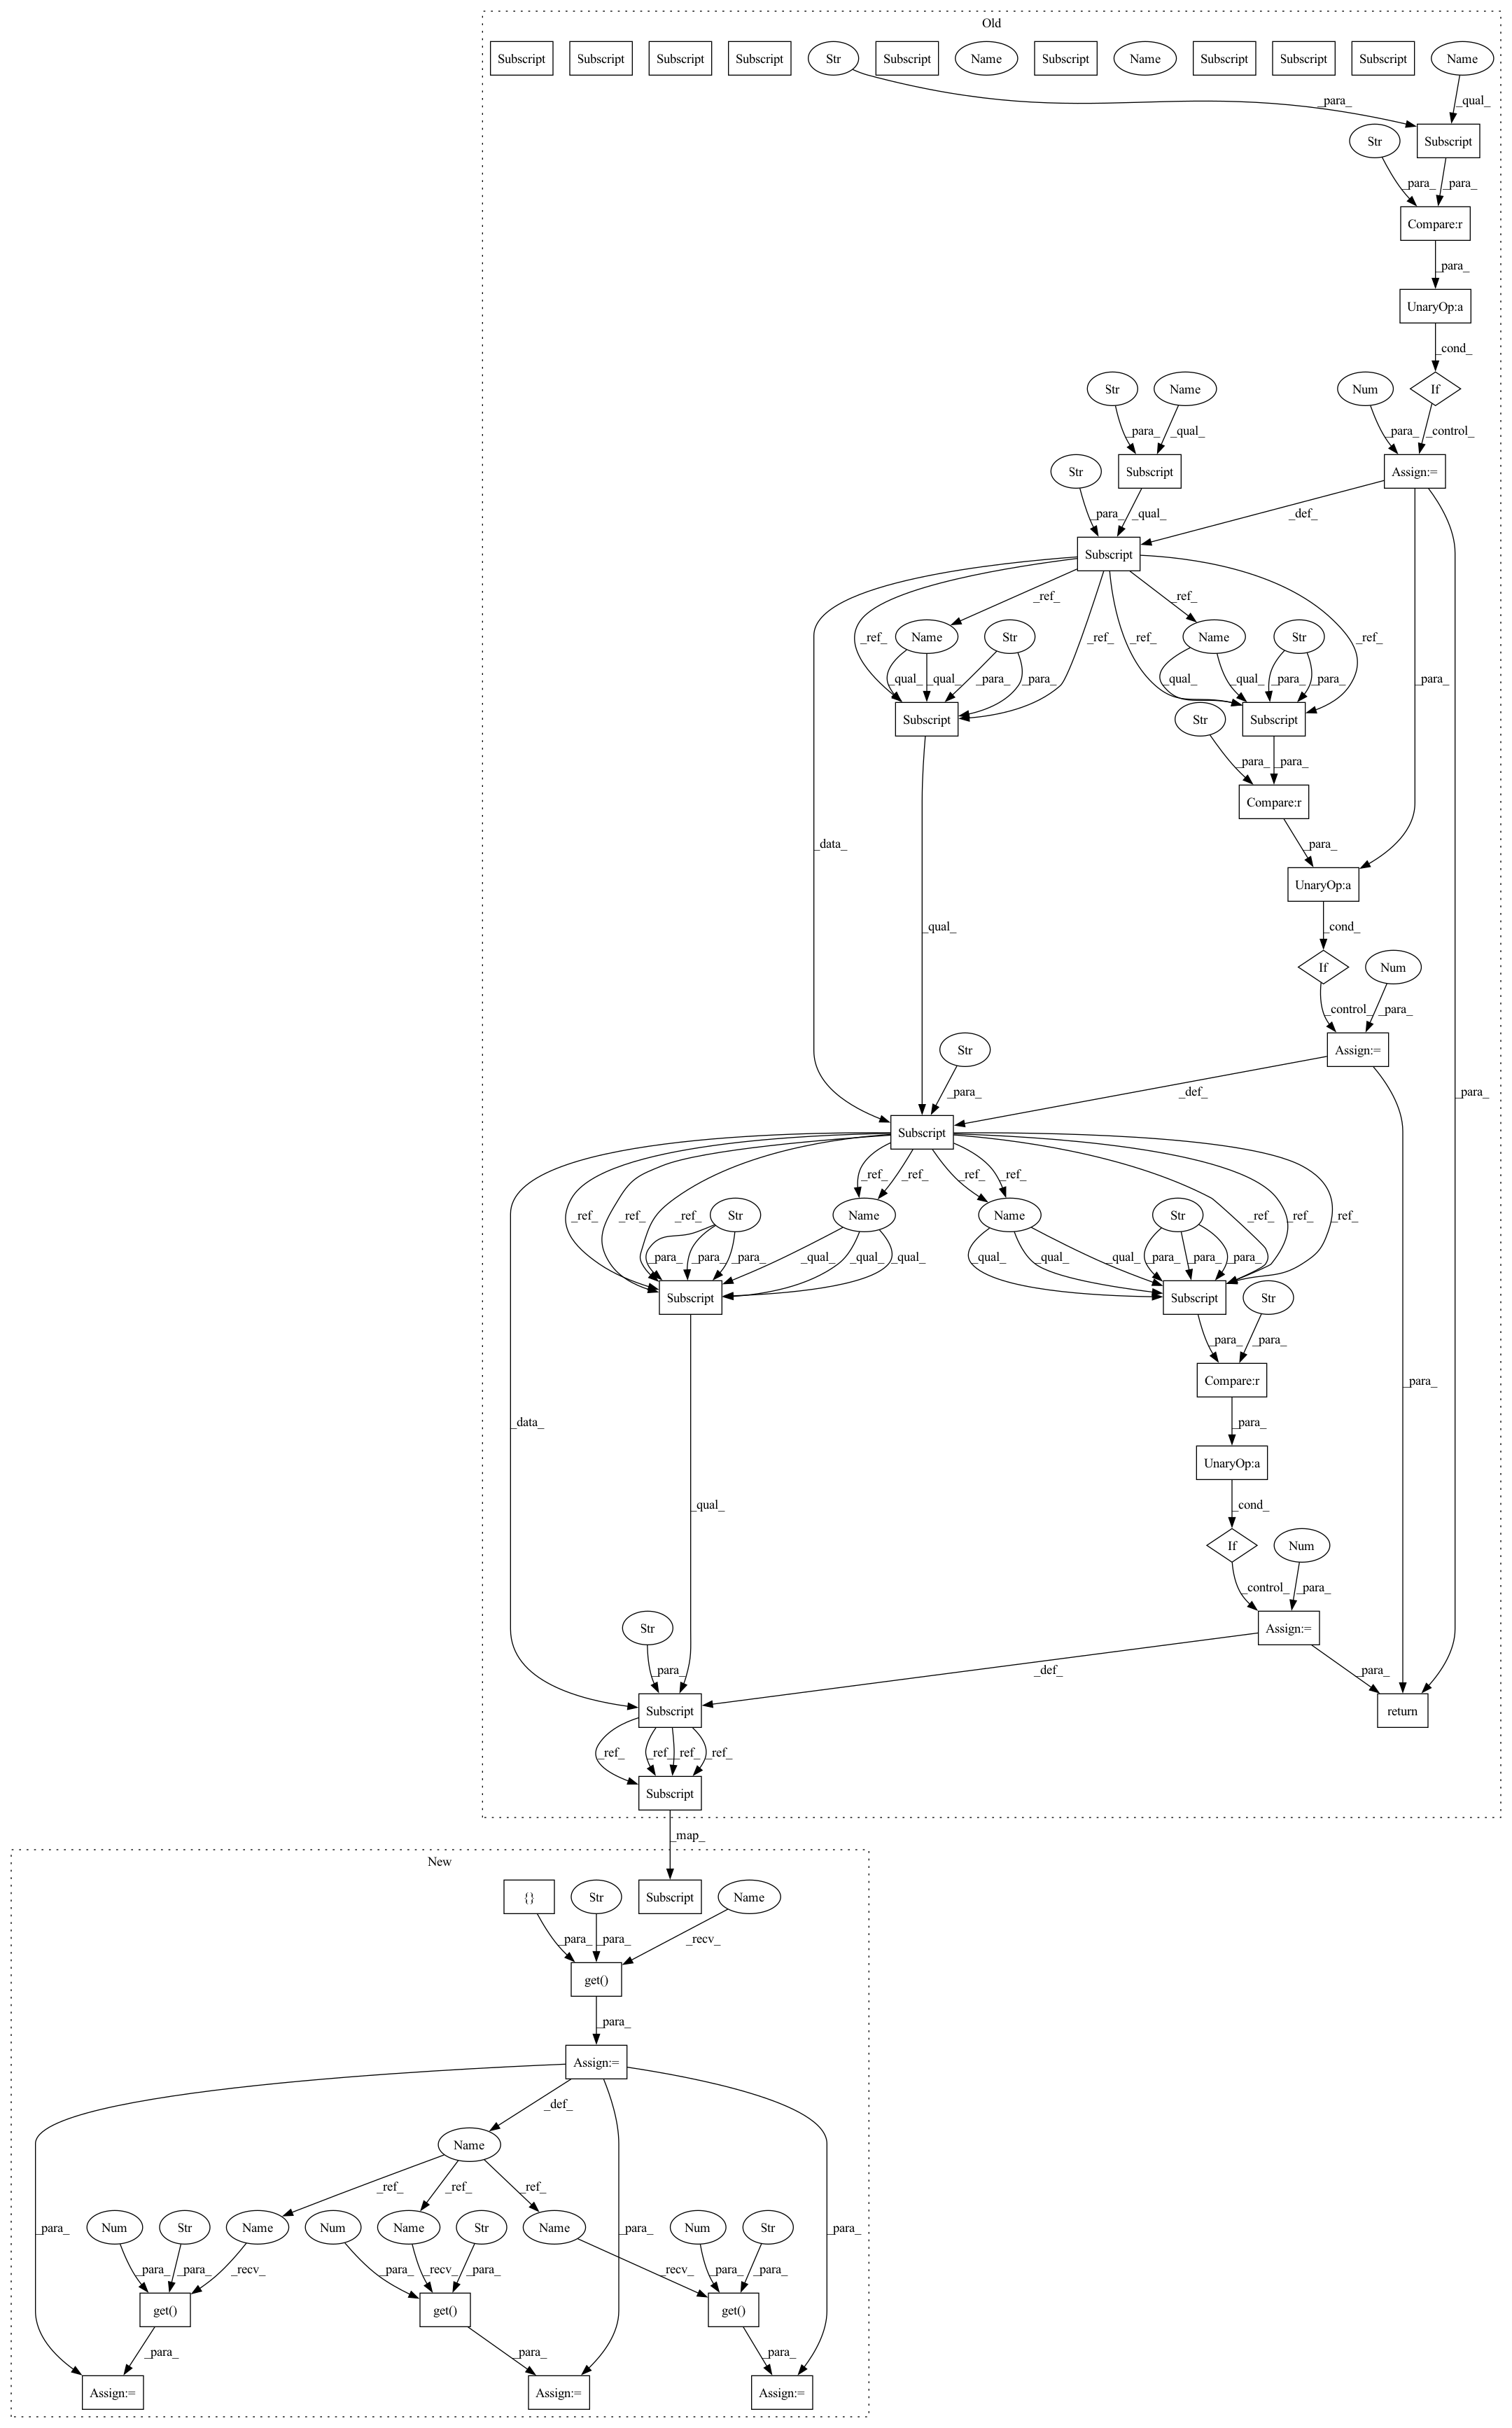 Old
Subscript Subscript Subscript Subscript Str Subscript Name Subscript Name Subscript Subscript Subscript Name
_para_ _qual_
Str Subscript
_para_ _para_
Compare:r
_para_
UnaryOp:a
_cond_
Str Name Num If
_para_ _qual_ _para_ _control_
Str Subscript Assign:=
_para_ _qual_ _def_
Subscript
_ref_ _ref_
Name Str Name Str
_ref_ _ref_ _ref_ _ref_ _para_
_qual_ _qual_ _para_ _para_ _qual_ _qual_ _para_ _para_
Subscript Str Subscript
_para_ _para_
Compare:r
_data_ _para_
UnaryOp:a
_qual_ _cond_
If Num
_control_ _para_
Str Assign:=
_para_ _def_ _para_
Subscript
_ref_ _ref_ _ref_ _ref_
Str Name Name Str
_ref_ _ref_ _ref_ _ref_ _ref_ _ref_
_para_ _para_ _para_ _qual_ _qual_ _qual_ _qual_ _qual_ _qual_ _para_ _para_ _para_
Subscript Subscript Str
_para_ _para_
Compare:r _para_
_data_ _para_
UnaryOp:a
_qual_ _cond_
If Num
_control_ _para_
Str Assign:=
_para_ _def_ _para_
Subscript return
_ref_ _ref_ _ref_ _ref_
Subscript
_map_
New
{} Str Subscript Name
_para_ _para_ _recv_
get()
_para_
Assign:=
_def_
Name
_ref_ _ref_ _ref_
Num Str Name Num Name Str Name Num Str
_para_ _para_ _para_
_para_ _para_ _recv_ _para_ _recv_ _para_ _recv_ _para_ _para_
get() get() get()
_para_ _para_ _para_
Assign:= Assign:= Assign:=